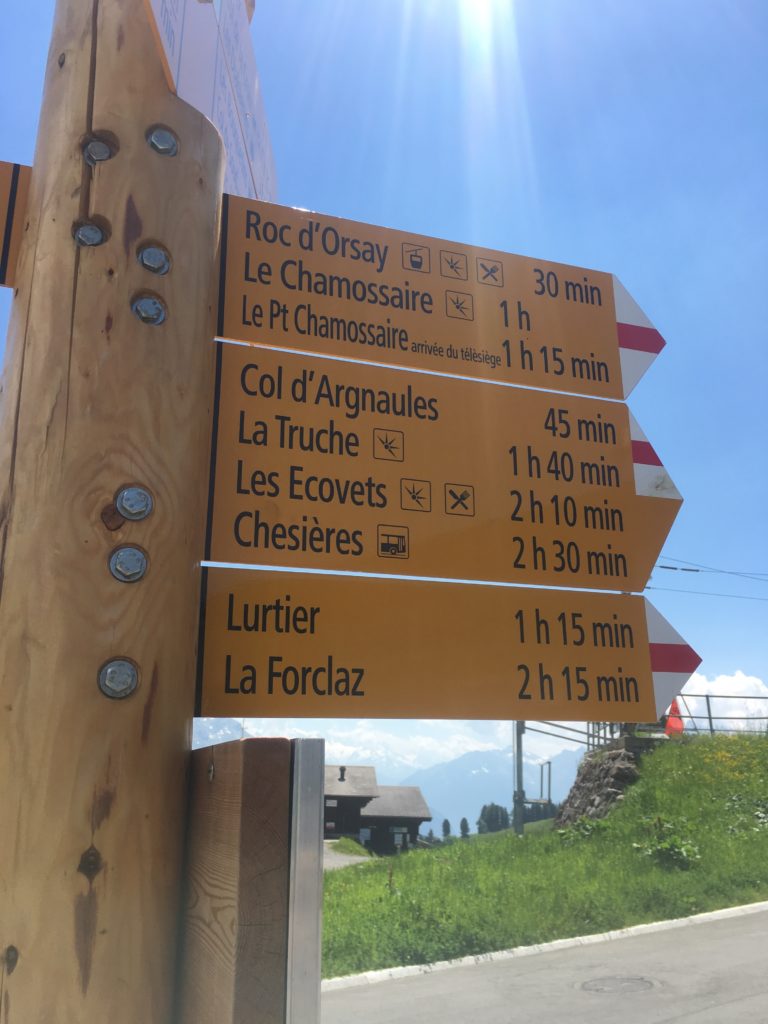 Roc d'Orsay 30 min
Le Chamossaire 1 h
Le Pt Chamossaire arrivée du télèsiège 1 h 15 min
Col d'Argnaules 45 min
La Truche 1 h 40 min
Les Ecovets 2 h 10 min
Chesières 2 h 30 min
Lurtier 1 h 15 min
La Forclaz 2 h 15 min